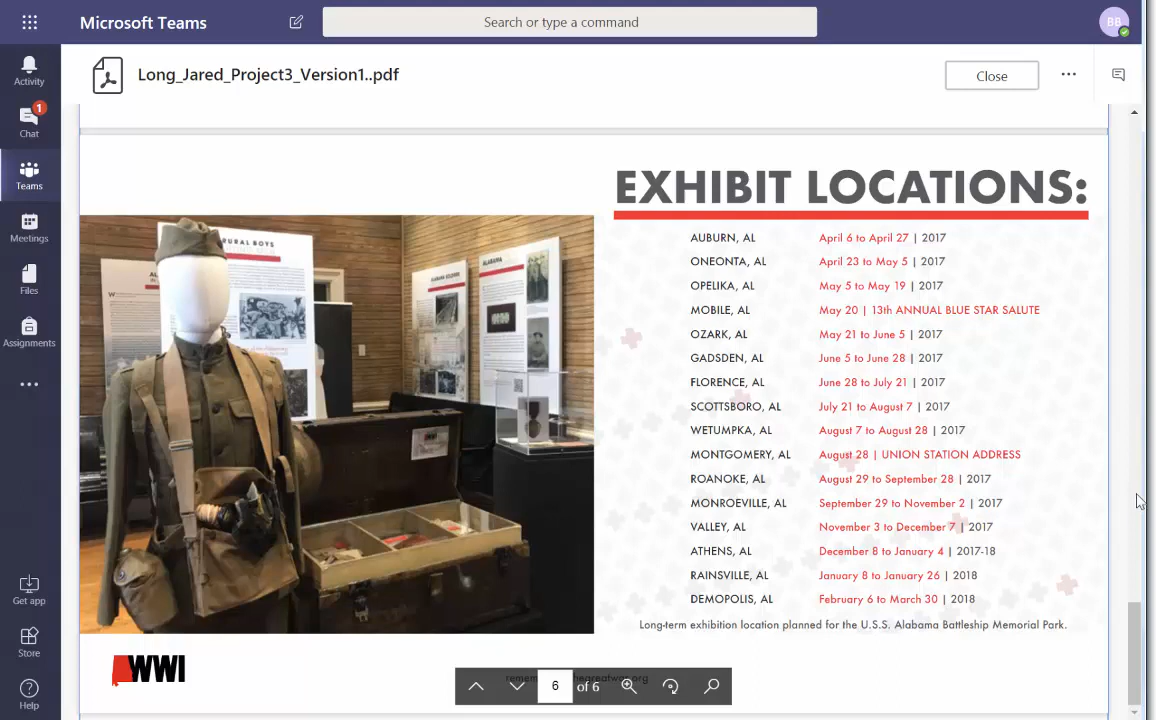 Microsoft Teams
Search or type a command
BB
Activity
1
Chat
Teams
Meetings
Files
Assignments
Get app
Store
Help
Long_Jared_Project3_Version1..pdf
Close
RURAL BOYS
ALABAMA
EXHIBIT LOCATIONS:
AUBURN, AL April 6 to April 27 | 2017
ONEONTA, AL April 23 to May 5 | 2017
OPELIKA, AL May 5 to May 19 | 2017
MOBILE, AL May 20 | 13th ANNUAL BLUE STAR SALUTE
OZARK, AL May 21 to June 5 | 2017
GADSDEN, AL June 5 to June 28 | 2017
FLORENCE, AL June 28 to July 21 | 2017
SCOTTSBORO, AL July 21 to August 7 | 2017
WETUMPKA, AL August 7 to August 28 | 2017
MONTGOMERY, AL August 28 | UNION STATION ADDRESS
ROANOKE, AL August 29 to September 28 | 2017
MONROEVILLE, AL September 29 to November 2 | 2017
VALLEY, AL November 3 to December 7 | 2017
ATHENS, AL December 8 to January 4 | 2017-18
RAINSVILLE, AL January 8 to January 26 | 2018
DEMOPOLIS, AL February 6 to March 30 | 2018
Long-term exhibition location planned for the U.S.S. Alabama Battleship Memorial Park.
WWI
6 of 6